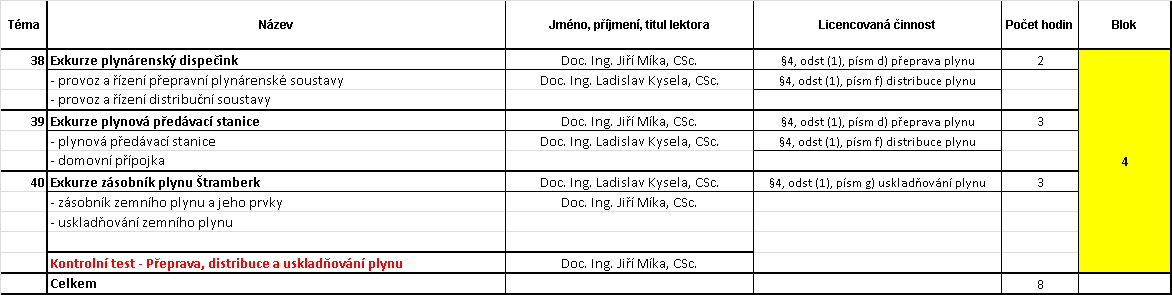 Téma Název Jméno, příjmení, titul lektora Licencovaná činnost Počet hodin Blok
38 Exkurze plynárenský dispečink Doc. Ing. Jiří Míka, CSc. §4, odst (1), písm d) přeprava plynu 2
- provoz a řízení přepravní plynárenské soustavy Doc. Ing. Ladislav Kysela, CSc. §4, odst (1), písm f) distribuce plynu
- provoz a řízení distribuční soustavy
39 Exkurze plynová předávací stanice Doc. Ing. Jiří Míka, CSc. §4, odst (1), písm d) přeprava plynu 3
- plynová předávací stanice Doc. Ing. Ladislav Kysela, CSc. §4, odst (1), písm f) distribuce plynu
- domovní přípojka
4
40 Exkurze zásobník plynu Štramberk Doc. Ing. Ladislav Kysela, CSc. §4, odst (1), písm g) uskladňování plynu 3
- zásobník zemního plynu a jeho prvky Doc. Ing. Jiří Míka, CSc.
- uskladňování zemního plynu
Kontrolní test - Přeprava, distribuce a uskladňování plynu Doc. Ing. Jiří Míka, CSc.
Celkem 8